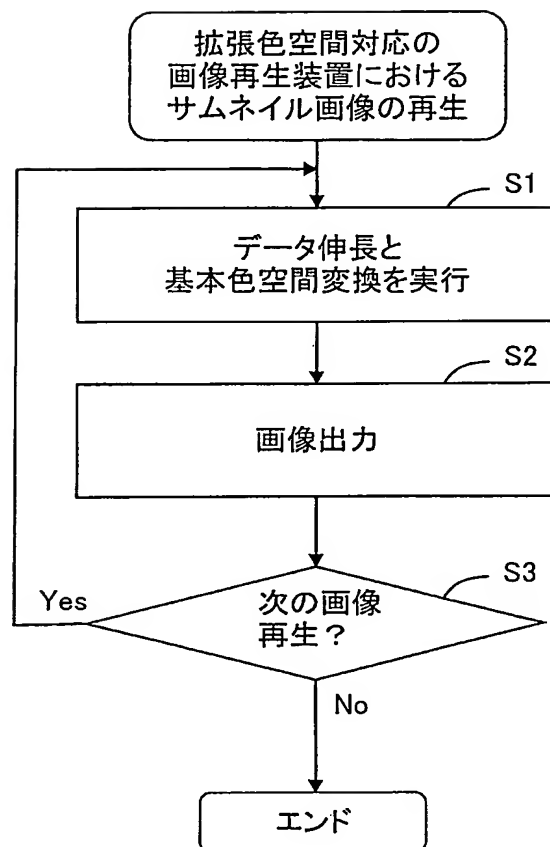 拡張色空間対応の
画像再生装置における
サムネイル画像の再生
S1
データ伸長と
基本色空間変換を実行
S2
画像出力
S3
次の画像
再生？
Yes
No
エンド